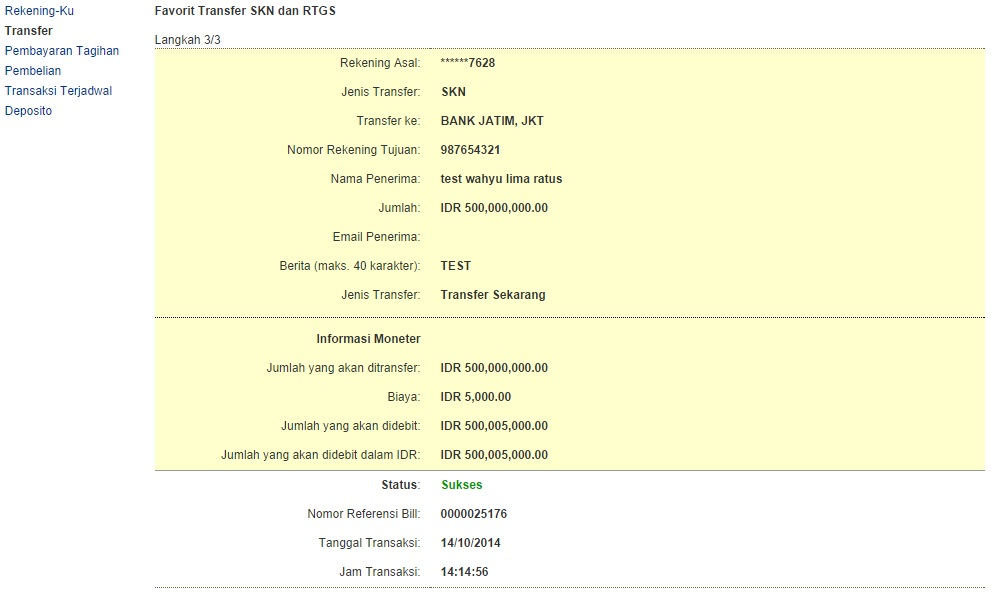 Rekening-Ku
Transfer
Pembayaran Tagihan
Pembelian
Transaksi Terjadwal
Deposito
Favorit Transfer SKN dan RTGS
Langkah 3/3
Rekening Asal: ******7628
Jenis Transfer: SKN
Transfer ke: BANK JATIM, JKT
Nomor Rekening Tujuan: 987654321
Nama Penerima: test wahyu lima ratus
Jumlah: IDR 500,000,000.00
Email Penerima:
Berita (maks. 40 karakter): TEST
Jenis Transfer: Transfer Sekarang
Informasi Moneter
Jumlah yang akan ditransfer: IDR 500,000,000.00
Biaya: IDR 5,000.00
Jumlah yang akan didebit: IDR 500,005,000.00
Jumlah yang akan didebit dalam IDR: IDR 500,005,000.00
Status: Sukses
Nomor Referensi Bill: 0000025176
Tanggal Transaksi: 14/10/2014
Jam Transaksi: 14:14:56